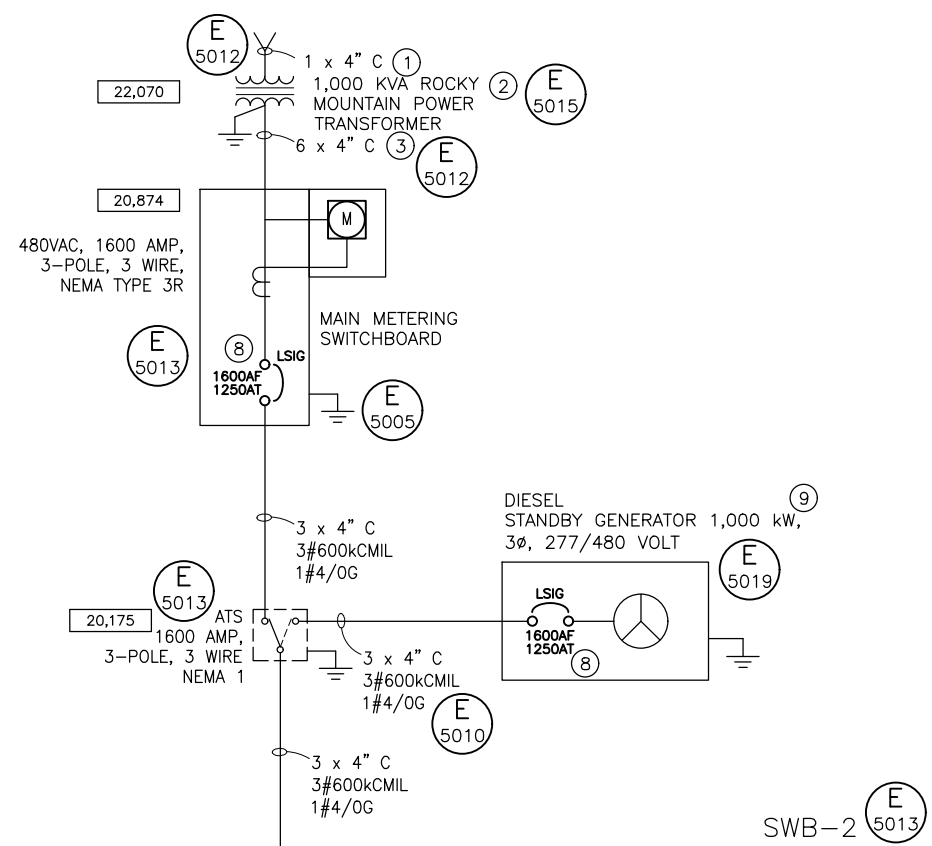 E
5012
1 x 4" C 1
1,000 KVA ROCKY 2
MOUNTAIN POWER
TRANSFORMER
E
5015
22,070
6 x 4" C 3
E
5012
20,874
M
480VAC, 1600 AMP,
3-POLE, 3 WIRE,
NEMA TYPE 3R
MAIN METERING
SWITCHBOARD
E
5013
8
LSIG
1600AF
1250AT
E
5005
3 x 4" C
3#600kCMIL
1#4/0G
DIESEL 9
STANDBY GENERATOR 1,000 kW,
3ø, 277/480 VOLT
E
5019
LSIG
1600AF
1250AT
8
E
5013
20,175
ATS
1600 AMP,
3-POLE, 3 WIRE
NEMA 1
3 x 4" C
3#600kCMIL
1#4/0G
E
5010
3 x 4" C
3#600kCMIL
1#4/0G
SWB-2
E
5013